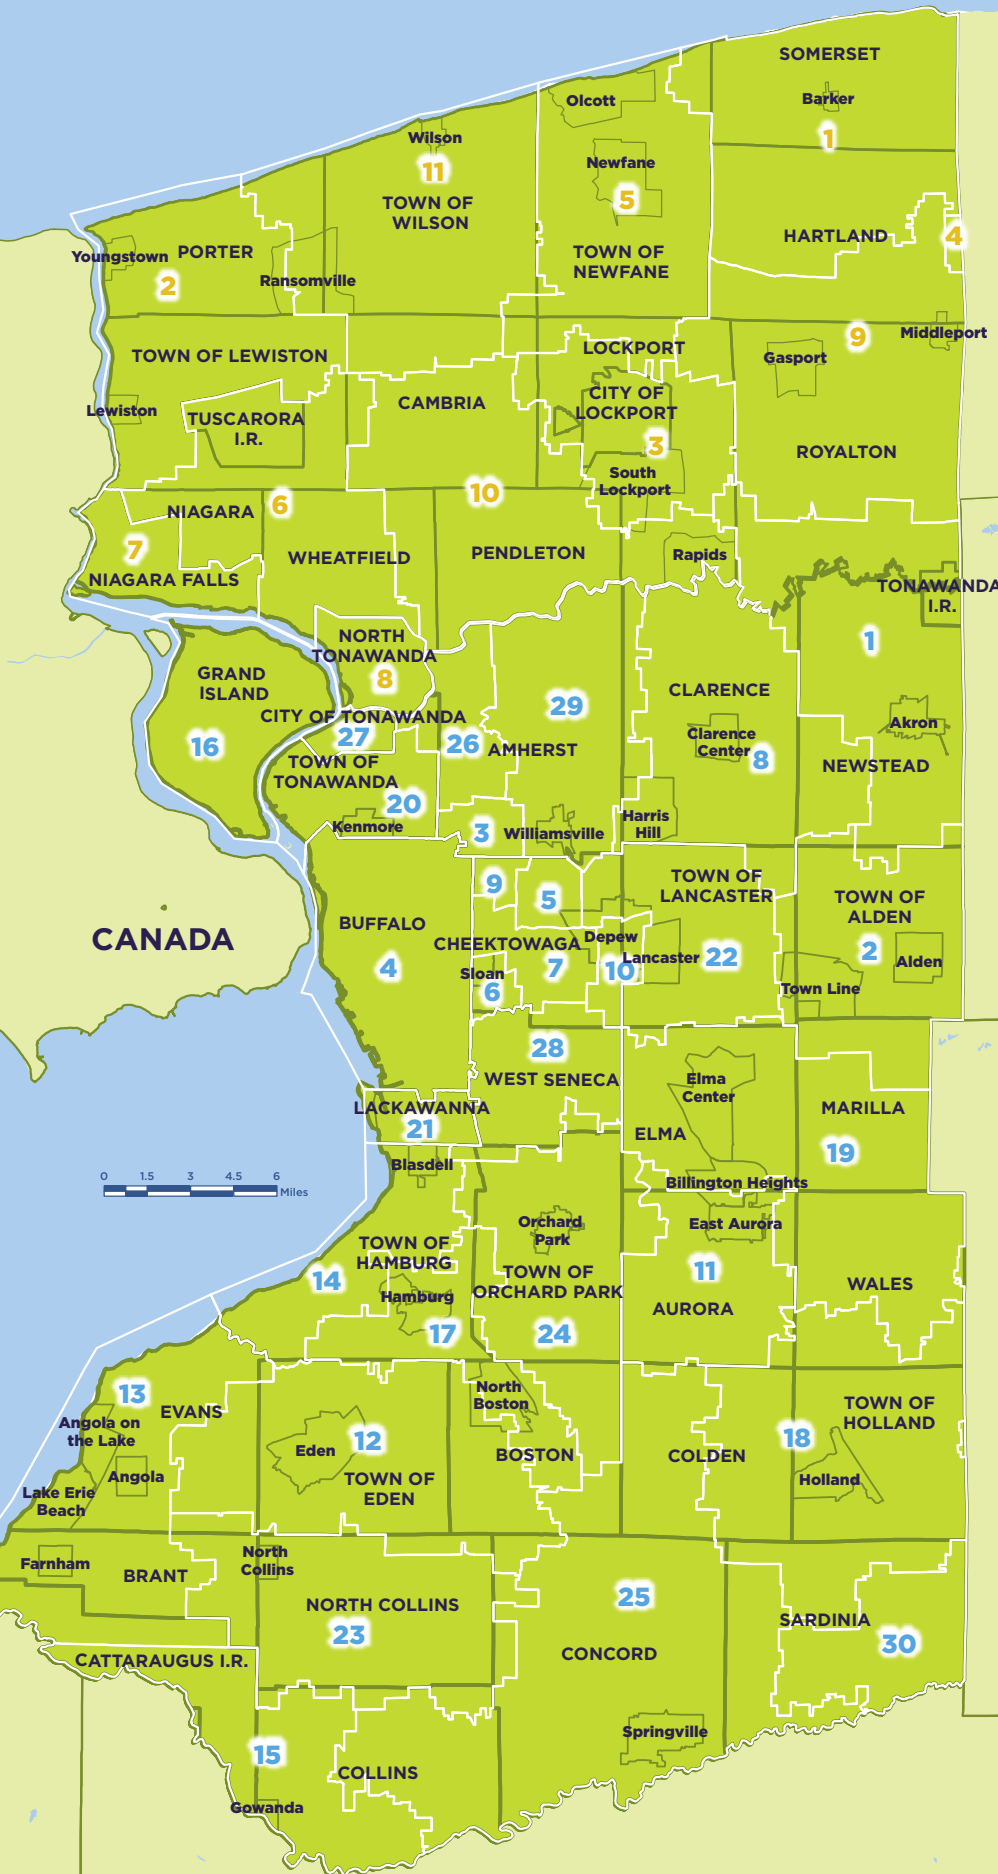 SOMERSET
Barker
1
Olcott
Wilson
11
TOWN OF
WILSON
Newfane
5
TOWN OF
NEWFANE
HARTLAND
4
Youngstown
PORTER
2
Ransomville
TOWN OF LEWISTON
LOCKPORT
9
Middleport
Gasport
Lewiston
TUSCARORA
I.R.
CAMBRIA
CITY OF
LOCKPORT
3
South
Lockport
ROYALTON
NIAGARA
6
10
7
NIAGARA FALLS
WHEATFIELD
PENDLETON
Rapids
TONAWANDA
I.R.
NORTH
TONAWANDA
8
1
GRAND
ISLAND
16
CITY OF TONAWANDA
27
26
29
AMHERST
CLARENCE
Clarence
Center
8
Akron
NEWSTEAD
TOWN OF
TONAWANDA
20
Kenmore
3
Williamsville
Harris
Hill
9
5
TOWN OF
LANCASTER
TOWN OF
ALDEN
CANADA
BUFFALO
4
CHEEKTOWAGA
Depew
Sloan
6
7
10
Lancaster
22
2
Alden
Town Line
28
WEST SENECA
Elma
Center
LACKAWANNA
21
ELMA
MARILLA
19
Blasdell
0 1.5 3 4.5 6
Miles
Billington Heights
Orchard
Park
East Aurora
TOWN OF
HAMBURG
14
Hamburg
17
TOWN OF
ORCHARD PARK
24
11
AURORA
WALES
13
EVANS
Angola on
the Lake
Angola
Lake Erie
Beach
Eden
12
TOWN OF
EDEN
North
Boston
BOSTON
COLDEN
18
TOWN OF
HOLLAND
Holland
Farnham
BRANT
North
Collins
NORTH COLLINS
23
25
CONCORD
SARDINIA
30
CATTARAUGUS I.R.
Springville
15
COLLINS
Gowanda